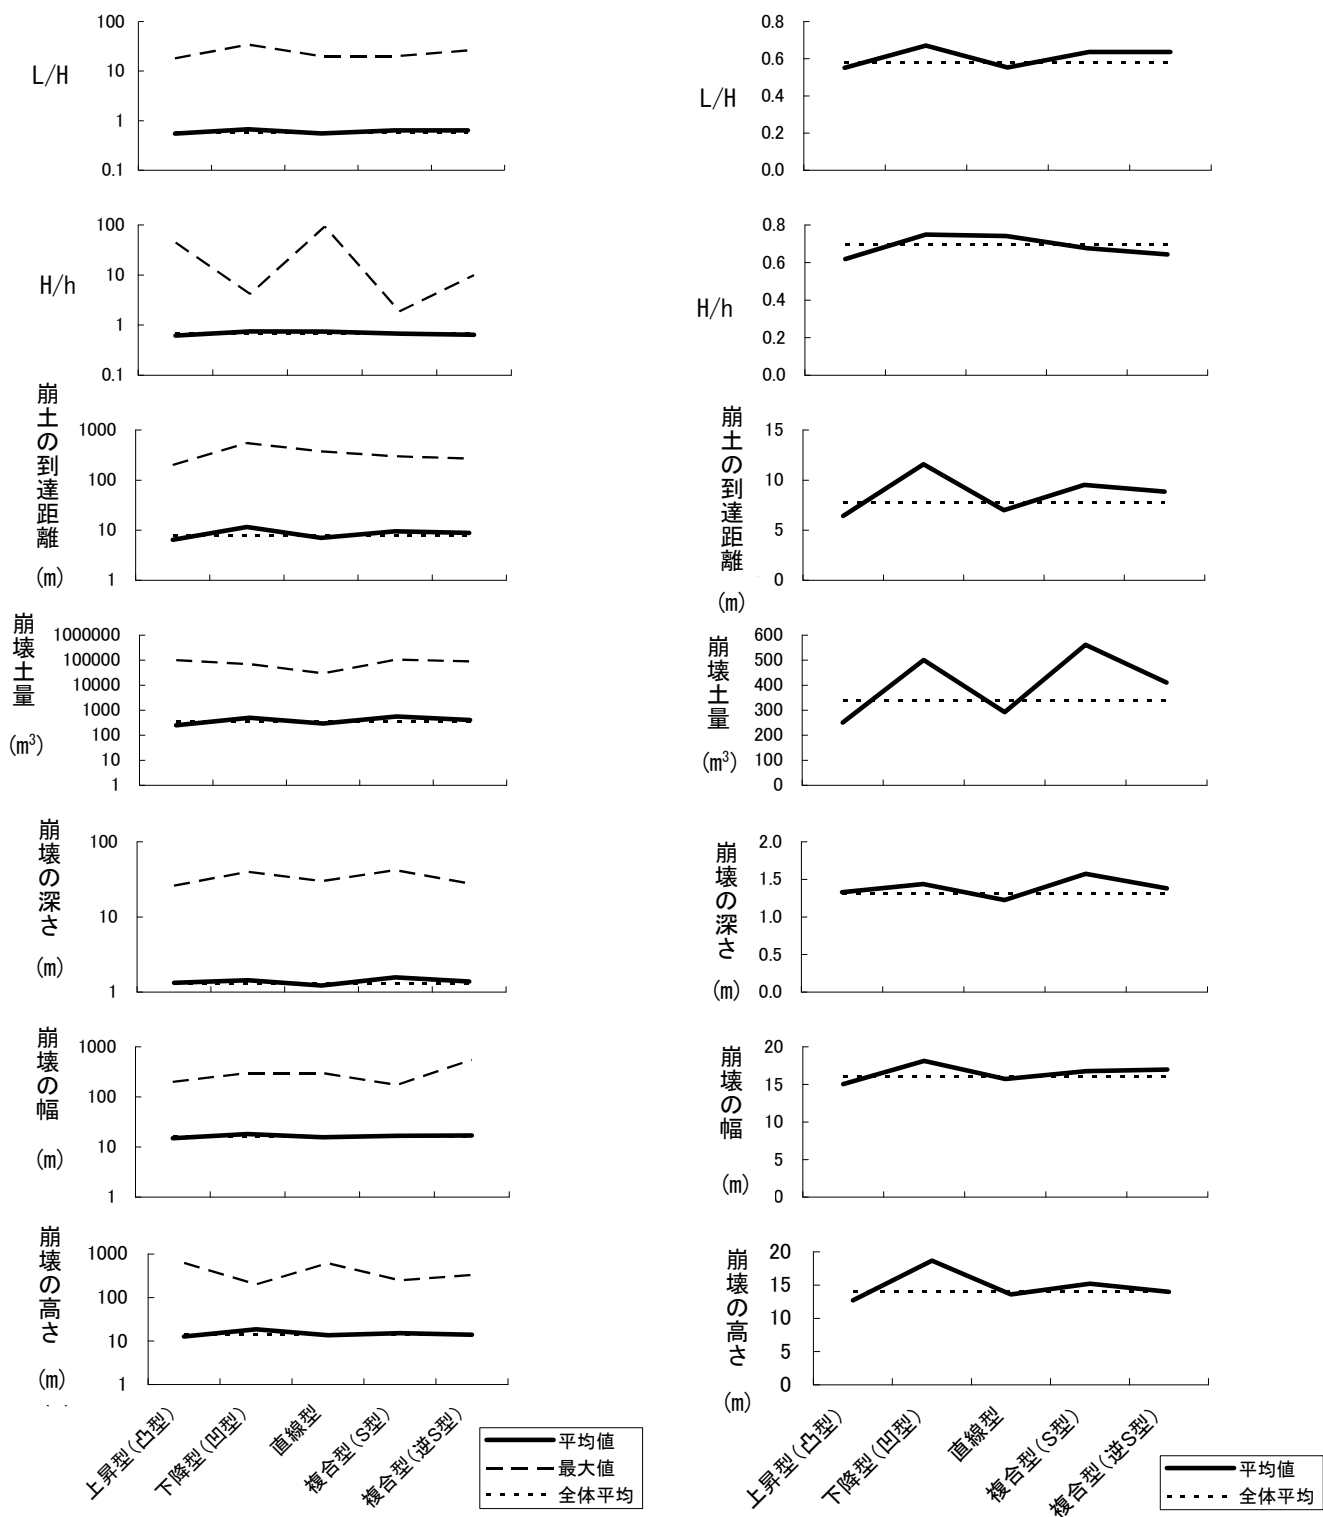 L/H
100
10
1
0.1
H/h
100
10
1
0.1
崩土の到達距離
(m)
1000
100
10
1
崩壊土量
(m³)
1000000
100000
10000
1000
100
10
1
崩壊の深さ
(m)
100
10
1
崩壊の幅
(m)
1000
100
10
1
崩壊の高さ
(m)
1000
100
10
1
上昇型(凸型)
下降型(凹型)
直線型
複合型(S型)
複合型(逆S型)
平均値
最大値
全体平均
L/H
0.8
0.6
0.4
0.2
0.0
H/h
0.8
0.6
0.4
0.2
0.0
崩土の到達距離
(m)
15
10
5
0
崩壊土量
(m³)
600
500
400
300
200
100
0
崩壊の深さ
(m)
2.0
1.5
1.0
0.5
0.0
崩壊の幅
(m)
20
15
10
5
0
崩壊の高さ
(m)
20
15
10
5
0
上昇型(凸型)
下降型(凹型)
直線型
複合型(S型)
複合型(逆S型)
平均値
全体平均